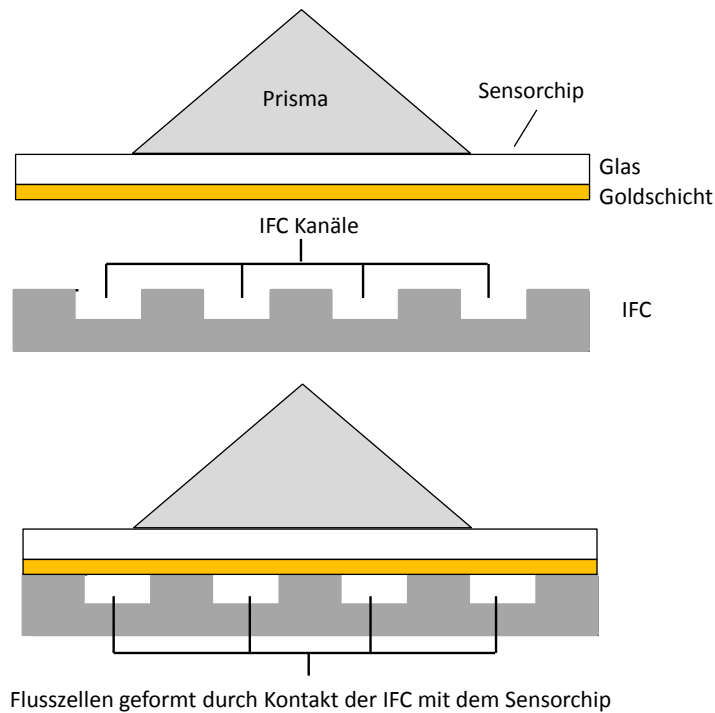 Prisma
Sensorchip
Glas
Goldschicht
IFC Kanäle
IFC
Flusszellen geformt durch Kontakt der IFC mit dem Sensorchip